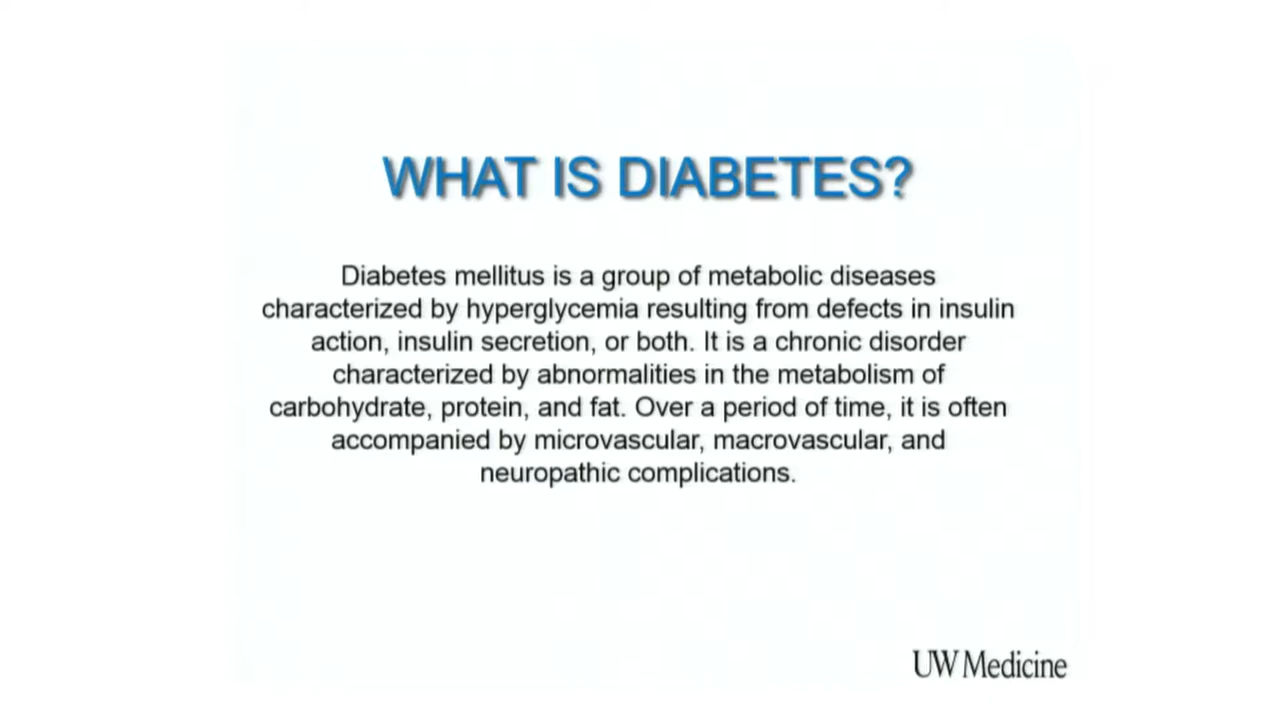 WHAT IS DIABETES?
Diabetes mellitus is a group of metabolic diseases
characterized by hyperglycemia resulting from defects in insulin
action, insulin secretion, or both. It is a chronic disorder
characterized by abnormalities in the metabolism of
carbohydrate, protein, and fat. Over a period of time, it is often
accompanied by microvascular, macrovascular, and
neuropathic complications.
UW Medicine